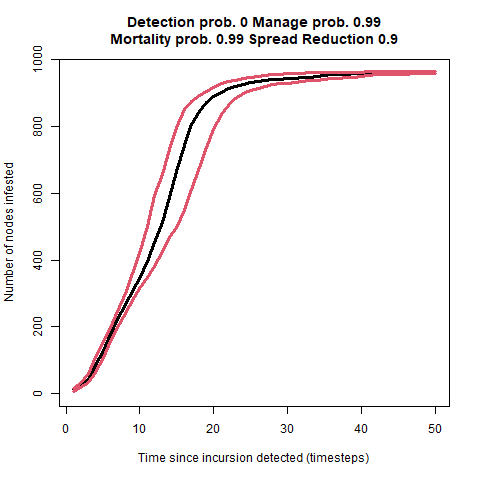 Detection prob. 0 Manage prob. 0.99
Mortality prob. 0.99 Spread Reduction 0.9
Number of nodes infested
1000
800
600
400
200
0
0 10 20 30 40 50
Time since incursion detected (timesteps)